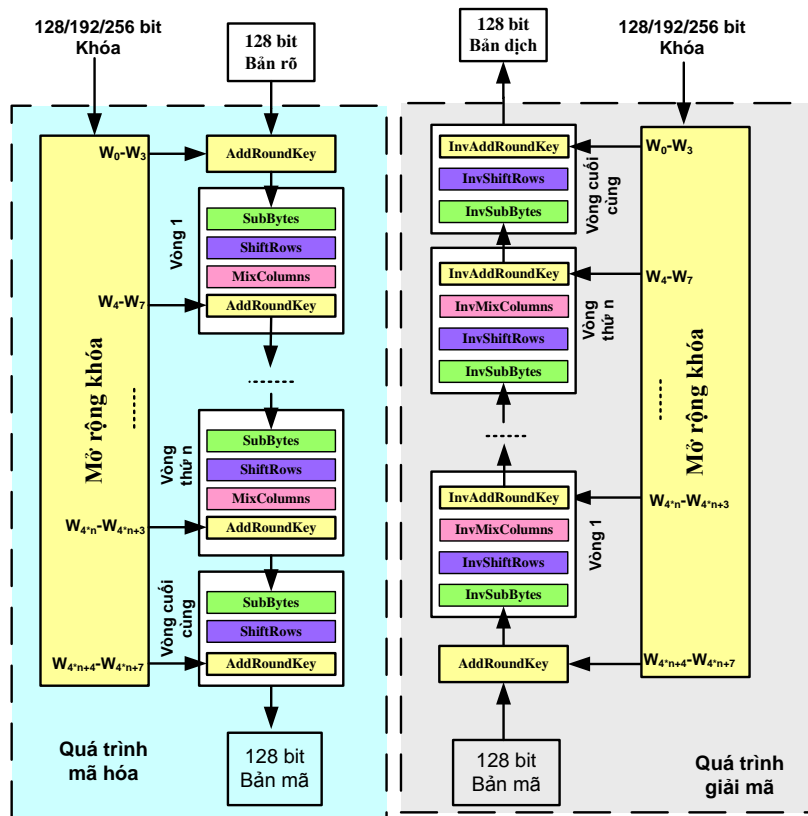 128/192/256 bit
Khóa
128 bit
Bản rõ
W0-W3
AddRoundKey
Vòng 1
SubBytes
ShiftRows
MixColumns
W4-W7
AddRoundKey
Mở rộng khóa
........
........
Vòng
thứ n
SubBytes
ShiftRows
MixColumns
W4*n-W4*n+3
AddRoundKey
Vòng cuối
cùng
SubBytes
ShiftRows
W4*n+4-W4*n+7
AddRoundKey
128 bit
Bản mã
Quá trình
mã hóa
128 bit
Bản dịch
128/192/256 bit
Khóa
InvAddRoundKey
W0-W3
InvShiftRows
InvSubBytes
Vòng cuối
cùng
InvAddRoundKey
W4-W7
InvMixColumns
InvShiftRows
InvSubBytes
Vòng
thứ n
........
........
Mở rộng khóa
InvAddRoundKey
W4*n-W4*n+3
InvMixColumns
InvShiftRows
InvSubBytes
Vòng 1
AddRoundKey
W4*n+4-W4*n+7
128 bit
Bản mã
Quá trình
giải mã